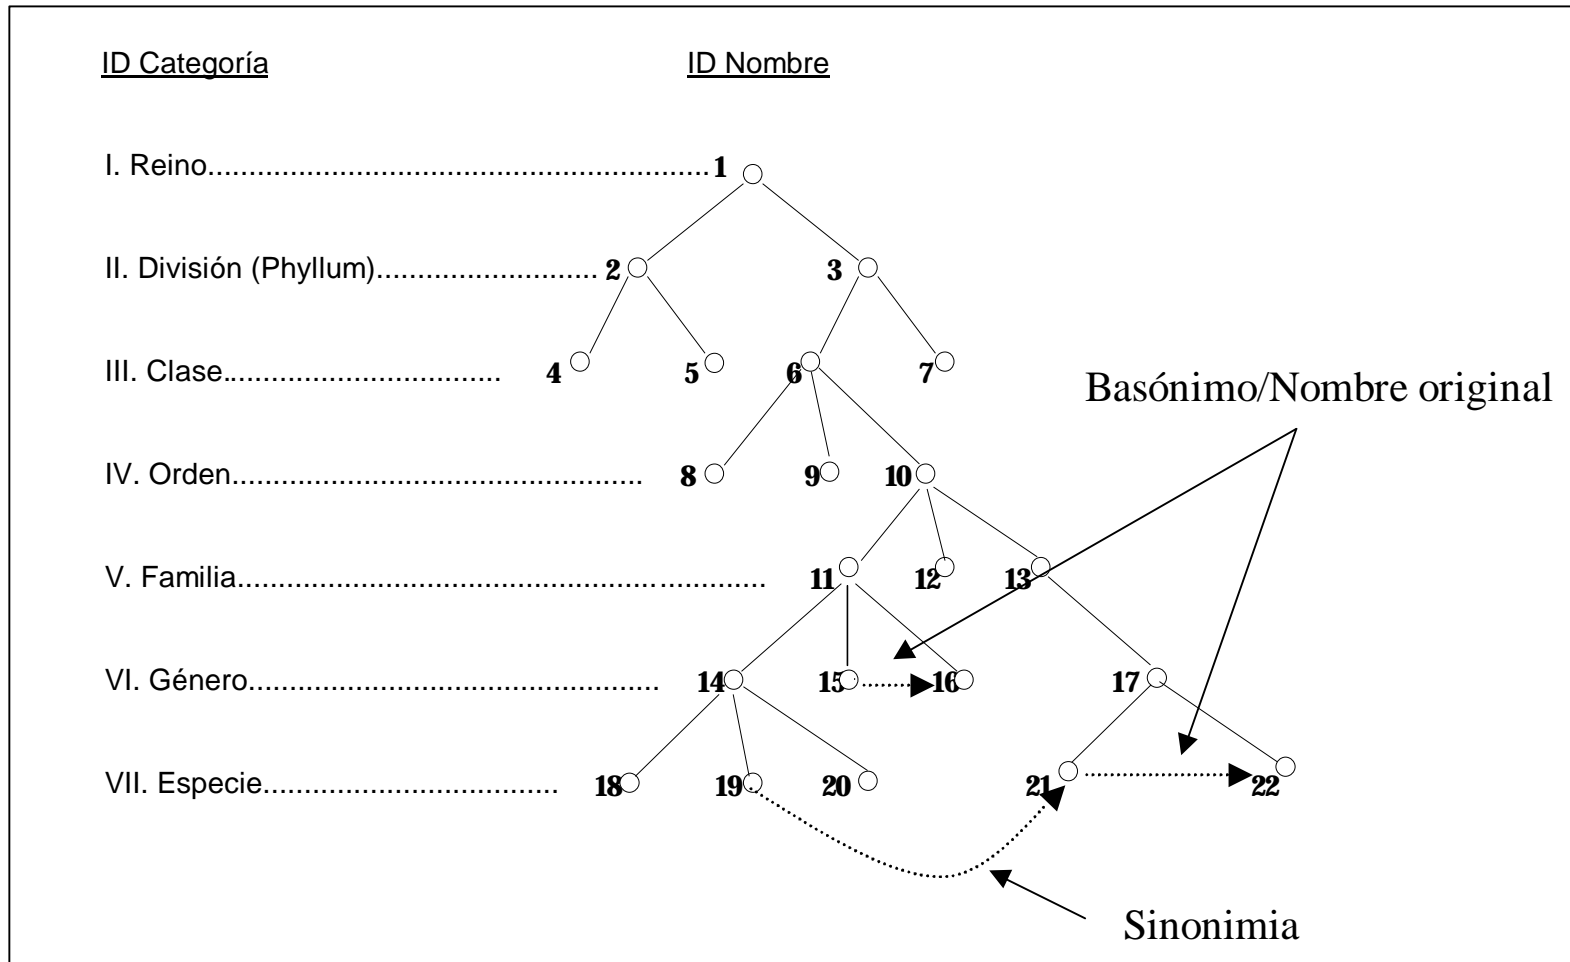 ID Categoría ID Nombre
I. Reino............................................................. 1
II. División (Phyllum)........................... 2 3
III. Clase.................................. 4 5 6 7
Basónimo/Nombre original
IV. Orden.................................................. 8 9 10
V. Familia................................................................ 11 12 13
VI. Género.................................................. 14 15 16 17
VII. Especie.................................... 18 19 20 21 22
Sinonimia